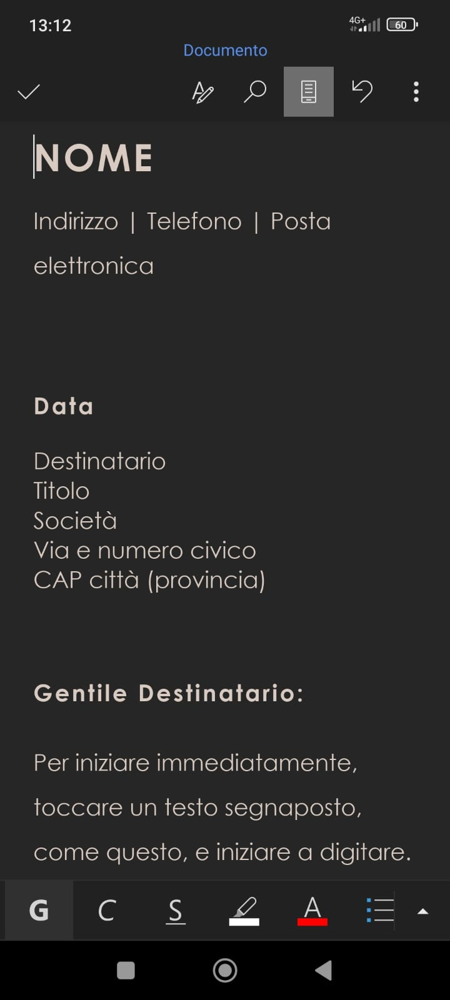 13:12
4G+
60
Documento
NOME
Indirizzo | Telefono | Posta
elettronica
Data
Destinatario
Titolo
Società
Via e numero civico
CAP città (provincia)
Gentile Destinatario:
Per iniziare immediatamente,
toccare un testo segnaposto,
come questo, e iniziare a digitare.
G C S A